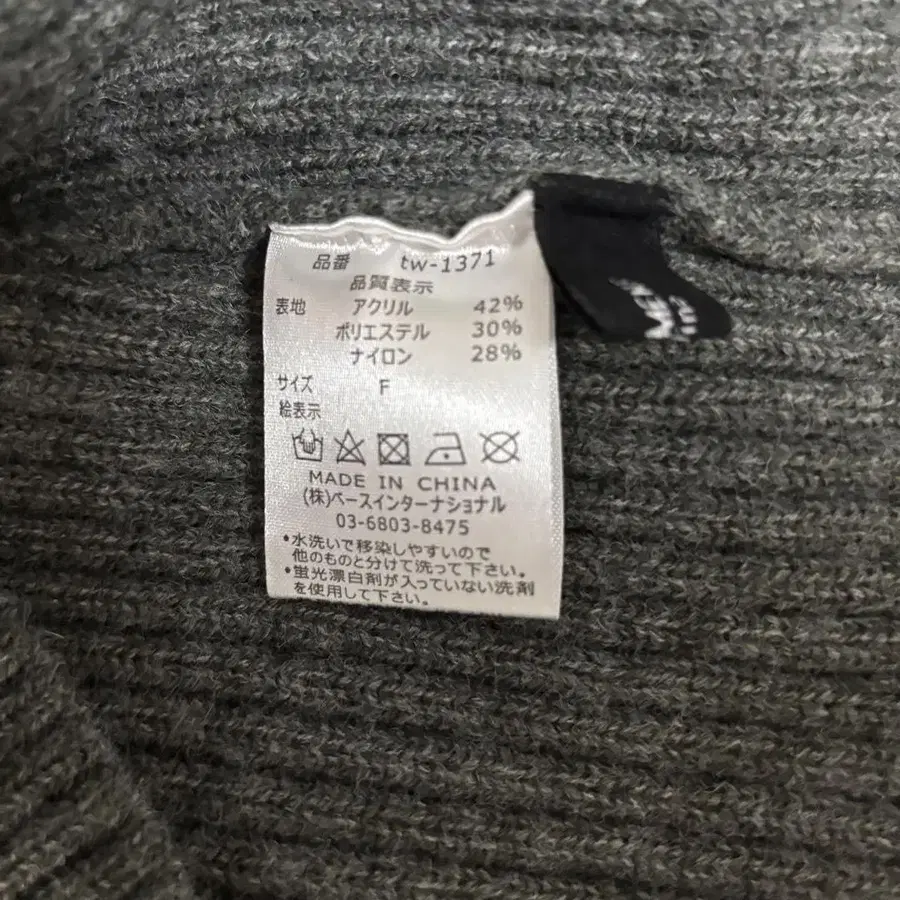 品番 tw-1371
品質表示
表地 アクリル 42%
ポリエステル 30%
ナイロン 28%
サイズ F
絵表示
MADE IN CHINA
(株)ベースインターナショナル
03-6803-8475
•水洗いで移染しやすいので
他のものと分けて洗って下さい。
•蛍光漂白剤が入っていない洗剤
を使用して下さい。